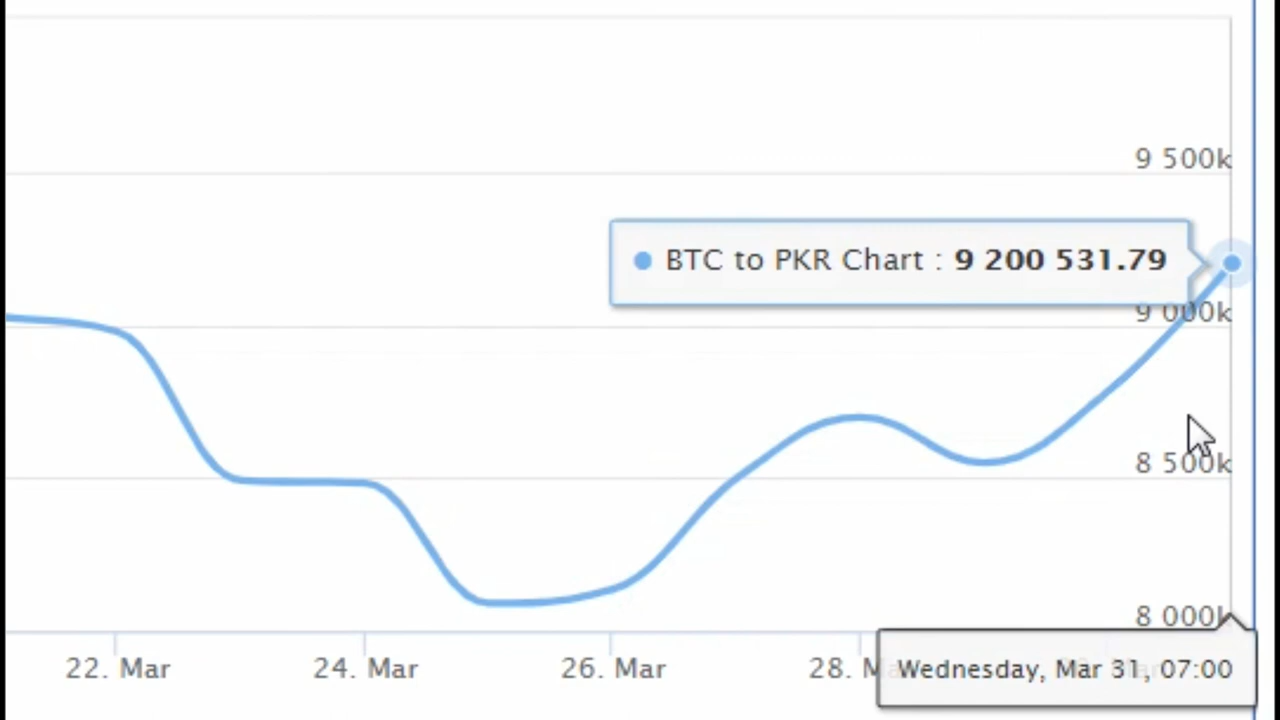 9 500k
BTC to PKR Chart : 9 200 531.79
9 000k
8 500k
8 000k
22. Mar
24. Mar
26. Mar
28. Mar
Wednesday, Mar 31, 07:00